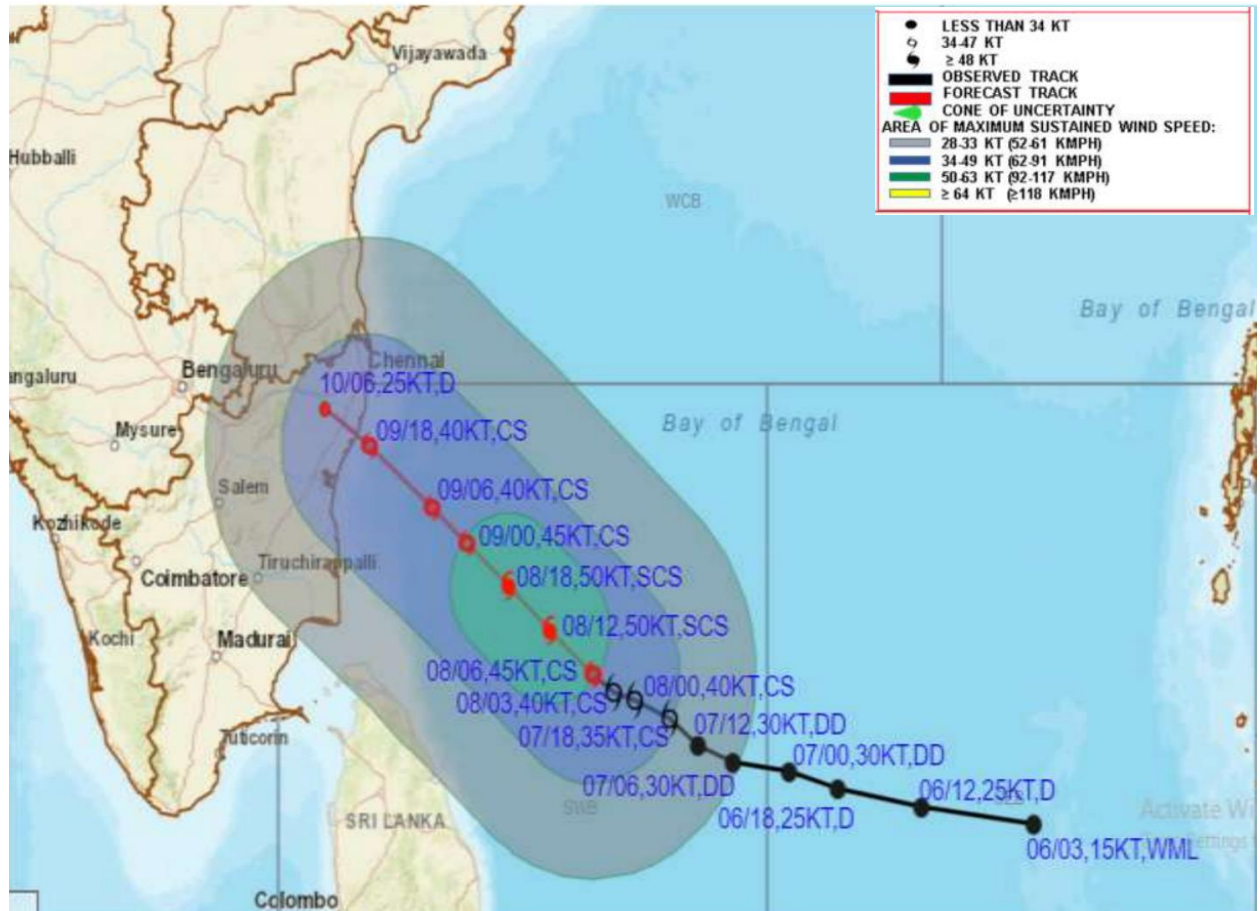 LESS THAN 34 KT
34-47 KT
≥ 48 KT
OBSERVED TRACK
FORECAST TRACK
CONE OF UNCERTAINTY
AREA OF MAXIMUM SUSTAINED WIND SPEED:
28-33 KT (52-61 KMPH)
34-49 KT (62-91 KMPH)
50-63 KT (92-117 KMPH)
≥ 64 KT (≥118 KMPH)
Vijayawada
Hubballi
WCB
Bay of Bengal
Chennai
Bengaluru
angaluru
10/06,25KT,D
Bay of Bengal
Mysure
09/18,40KT,CS
Salem
09/06,40KT,CS
Kozhikode
09/00,45KT,CS
Coimbatore
Tiruchirappalli
08/18,50KT,SCS
Kochi
Madurai
08/12,50KT,SCS
08/06,45KT,CS
08/00,40KT,CS
08/03,40KT,CS
07/12,30KT,DD
07/18,35KT,CS
Tuticorin
07/00,30KT,DD
07/06,30KT,DD
06/12,25KT,D
SWB
06/18,25KT,D
SRI LANKA
Activate Wi
06/03,15KT,WML
ettings
Colombo